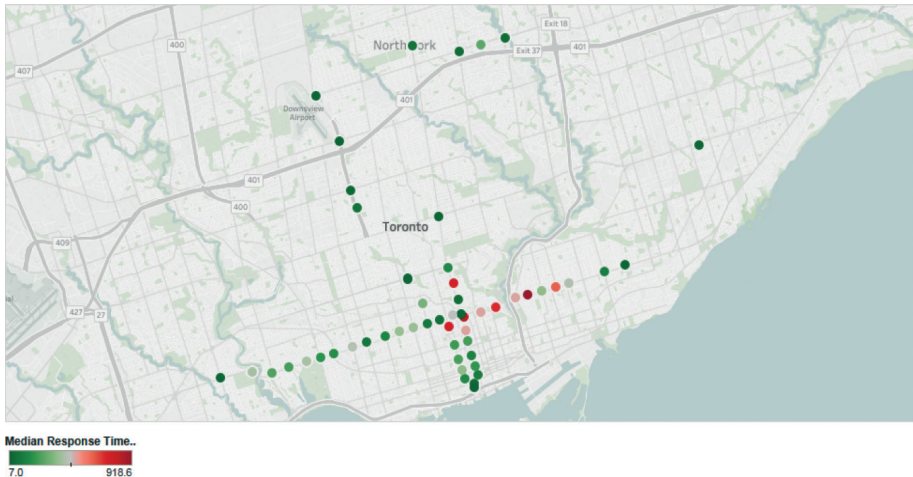 Exit 18
400
North York
401
Exit 37
407
401
Downsview
Airport
401
400
Toronto
409
427
27
Median Response Time..
7.0
918.6